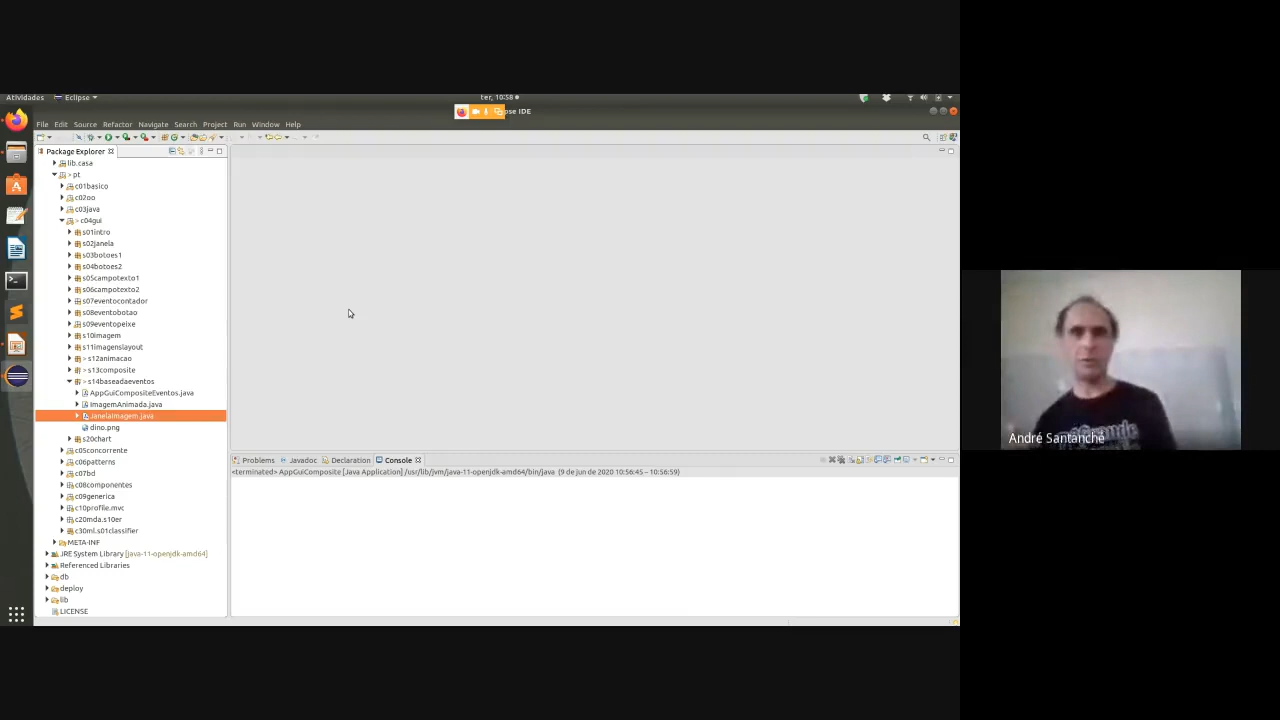 Atividades Eclipse ter, 10:58
ose IDE
File Edit Source Refactor Navigate Search Project Run Window Help
Package Explorer
lib.casa
> pt
c01basico
c02oo
c03java
> c04gui
s01intro
s02janela
s03botoes1
s04botoes2
s05campotexto1
s06campotexto2
s07eventocontador
s08eventobotao
s09eventopeixe
s10imagem
s11imagenslayout
> s12animacao
> s13composite
> s14baseadaeventos
AppGuiCompositeEventos.java
ImagemAnimada.java
JanelaImagem.java
dino.png
s20chart
c05concorrente
c06patterns
c07bd
c08componentes
c09generica
c10profile.mvc
c20mda.s10er
c30ml.s01classifier
META-INF
JRE System Library [java-11-openjdk-amd64]
Referenced Libraries
db
deploy
lib
LICENSE
Problems Javadoc Declaration Console
<terminated> AppGuiComposite [Java Application] /usr/lib/jvm/java-11-openjdk-amd64/bin/java (9 de jun de 2020 10:56:45 – 10:56:59)
André Santanchè